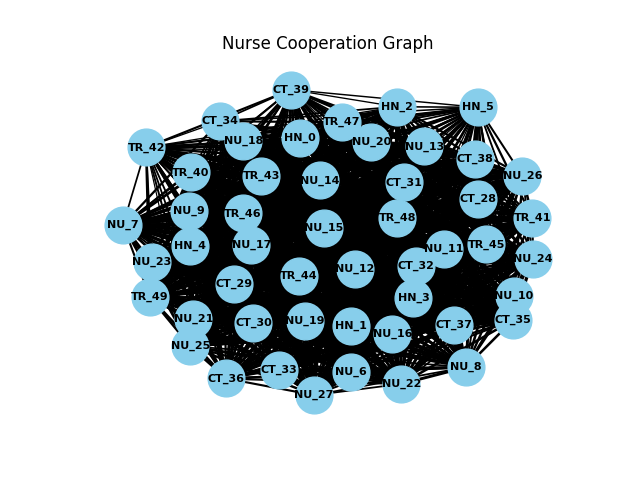 Nurse Cooperation Graph
CT_39
HN_2
HN_5
CT_34
TR_47
NU_18
HN_0
NU_20
NU_13
TR_42
CT_38
TR_40
TR_43
NU_14
CT_31
NU_26
CT_28
NU_9
TR_46
TR_48
TR_41
NU_7
NU_15
HN_4
NU_17
NU_11
TR_45
NU_23
NU_24
CT_32
NU_12
TR_44
CT_29
TR_49
HN_3
NU_10
NU_21
CT_30
NU_19
HN_1
NU_16
CT_37
CT_35
NU_25
CT_33
NU_6
NU_8
CT_36
NU_22
NU_27